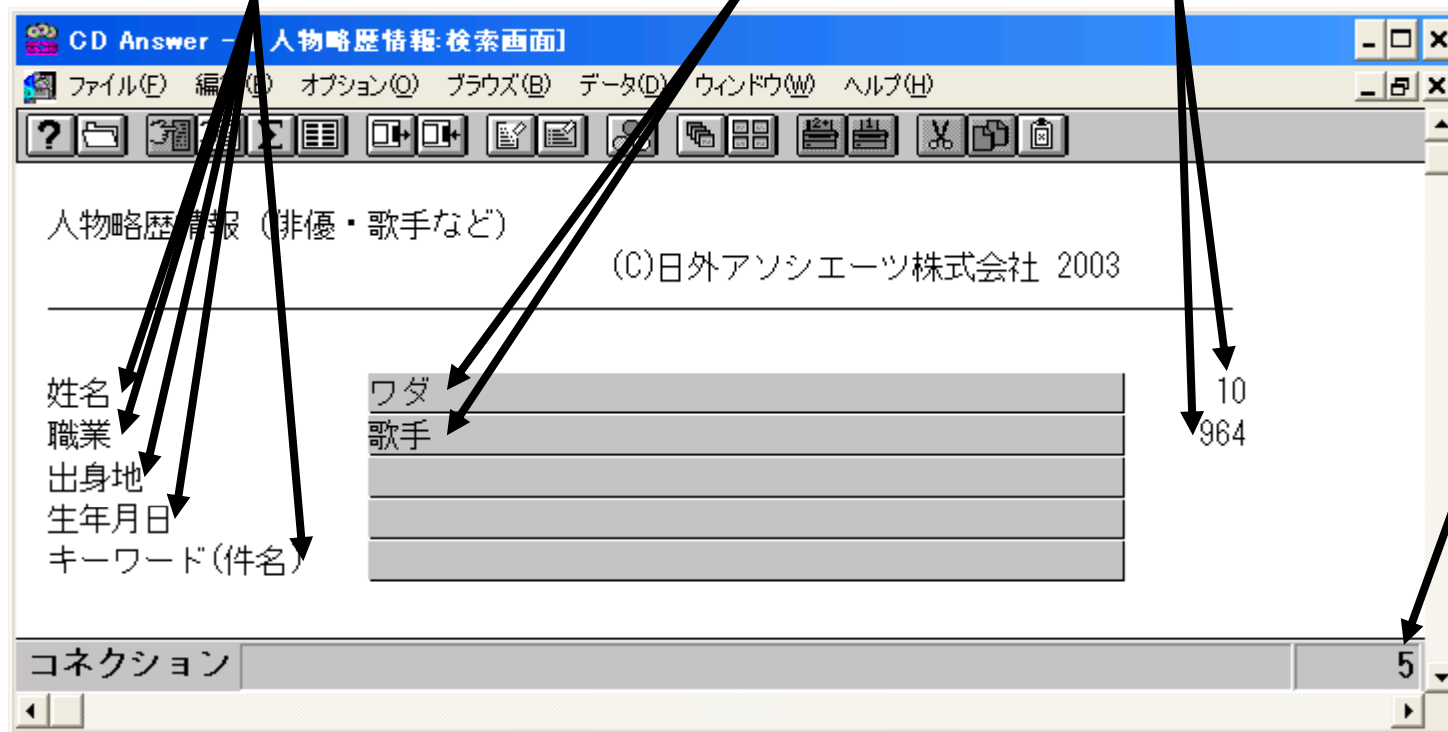 CD Answer - 人物略歴情報:検索画面]
ファイル(F) 編集(E) オプション(O) ブラウズ(B) データ(D) ウィンドウ(W) ヘルプ(H)
人物略歴情報 (俳優・歌手など)
(C)日外アソシエーツ株式会社 2003
姓名 ワダ 10
職業 歌手 964
出身地
生年月日
キーワード(件名)
コネクション 5